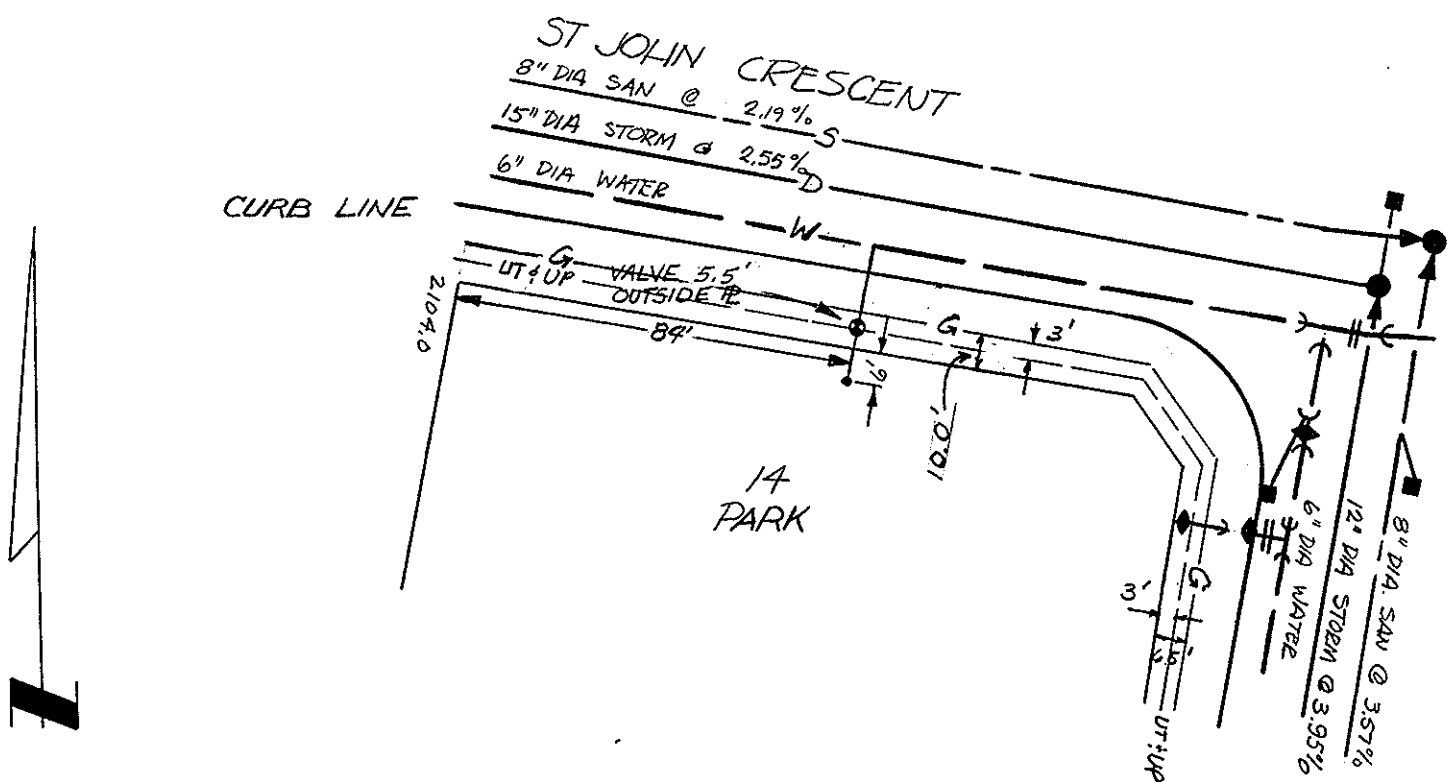 ST JOHN CRESCENT
8" DIA SAN @ 2.19% S
15" DIA STORM @ 2.55% D
6" DIA WATER W
CURB LINE
G
UT & UP
VALVE 5.5'
OUTSIDE PL
2104.0
84'
G
3'
10.0'
14
PARK
3'
G
UT & UP
6" DIA WATER
12" DIA STORM @ 3.95%
8" DIA. SAN @ 3.57%